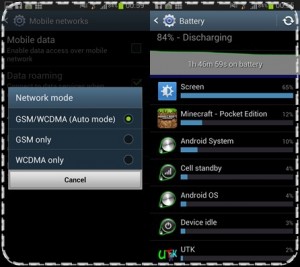 Mobile networks
Mobile data
Enable data access over mobile
network
Data roaming
Network mode
GSM/WCDMA (Auto mode)
GSM only
WCDMA only
Cancel
Battery
84% - Discharging
1h 46m 59s on battery
Screen
65%
Minecraft - Pocket Edition
12%
Android System
10%
Cell standby
4%
Android OS
4%
Device idle
3%
UTK
UTK
2%